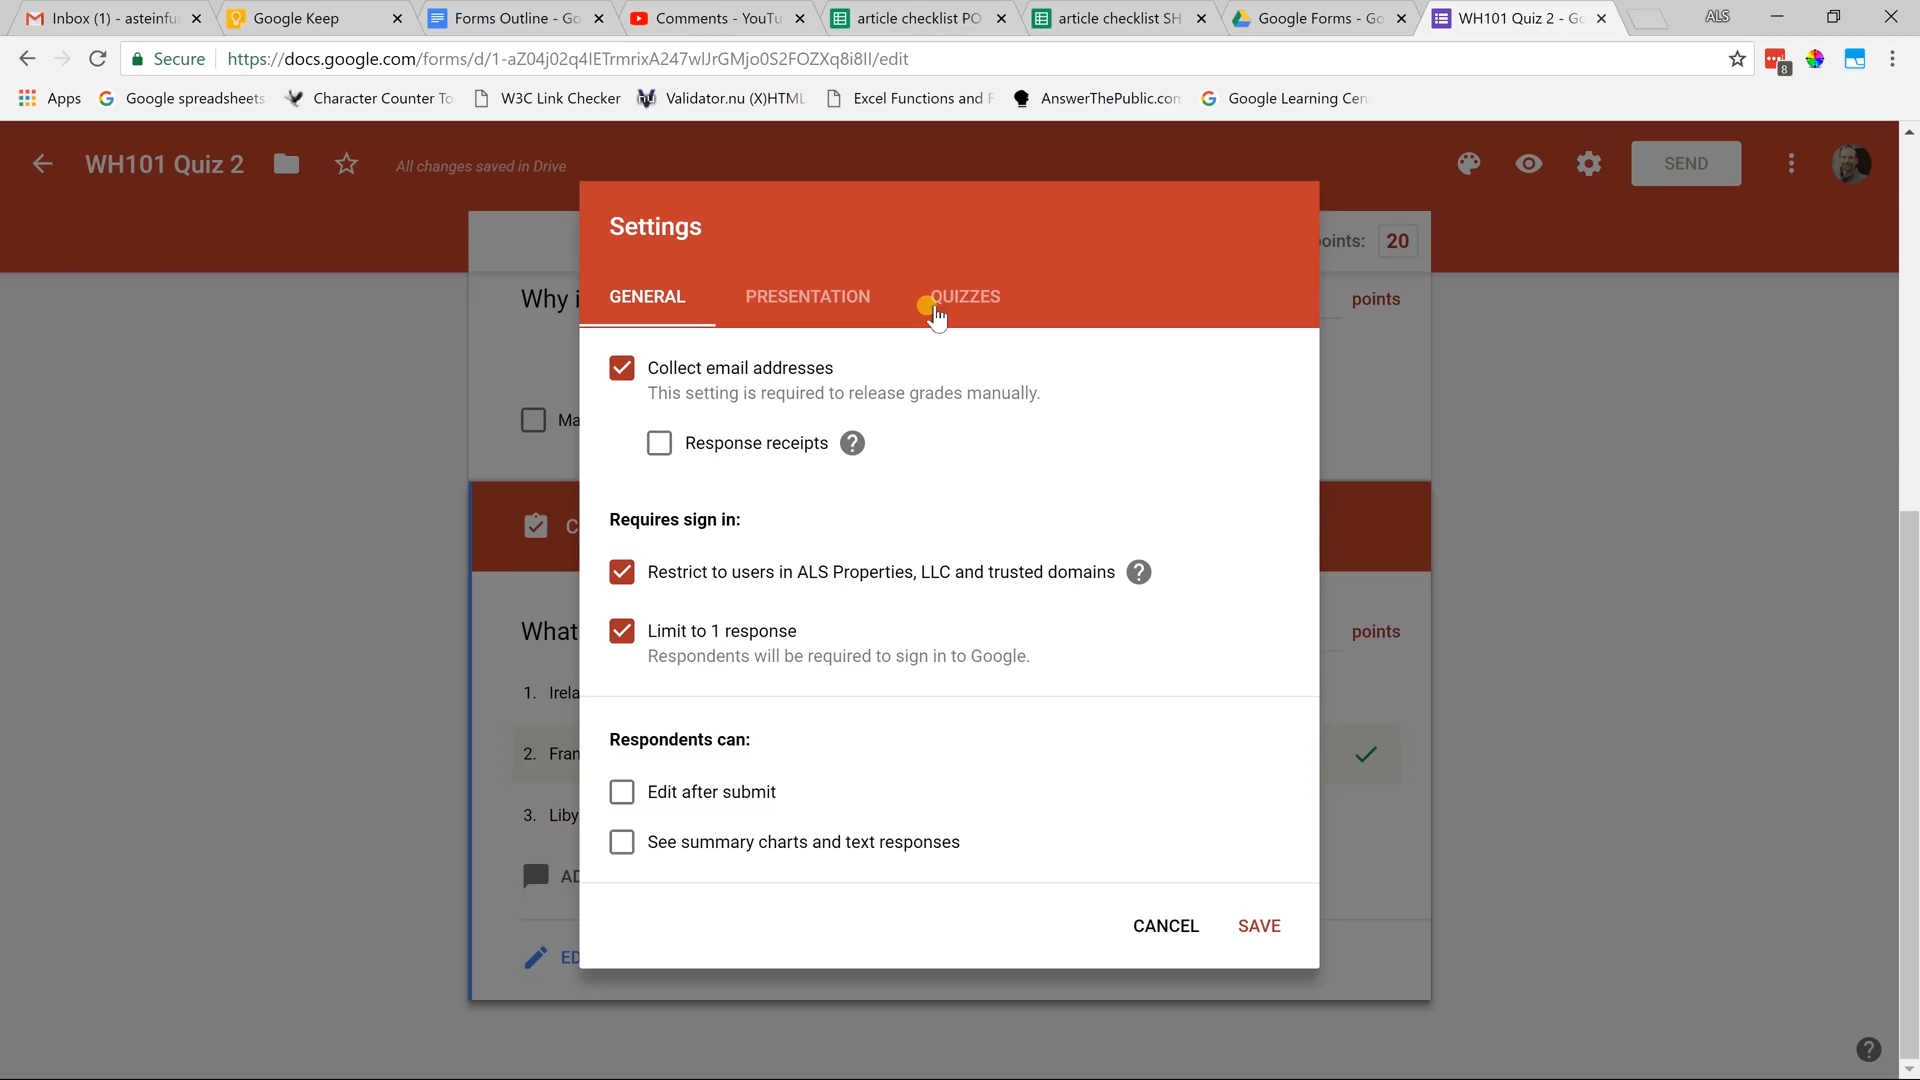 Inbox (1) - asteinfu
Google Keep
Forms Outline - Go
Comments - YouTu
article checklist PO
article checklist SH
Google Forms - Go
WH101 Quiz 2 - Go
ALS
Secure
https://docs.google.com/forms/d/1-aZ04j02q4IETrmrixA247wlJrGMjo0S2FOZXq8i8II/edit
8
Apps
Google spreadsheets
Character Counter To
W3C Link Checker
Validator.nu (X)HTML
Excel Functions and F
AnswerThePublic.com
Google Learning Cen
WH101 Quiz 2
All changes saved in Drive
SEND
Settings
points: 20
GENERAL
PRESENTATION
QUIZZES
Why i
points
Collect email addresses
This setting is required to release grades manually.
Ma
Response receipts
Requires sign in:
C
Restrict to users in ALS Properties, LLC and trusted domains
What
Limit to 1 response
points
Respondents will be required to sign in to Google.
1. Irela
Respondents can:
2. Fran
Edit after submit
3. Liby
See summary charts and text responses
AD
CANCEL
SAVE
ED